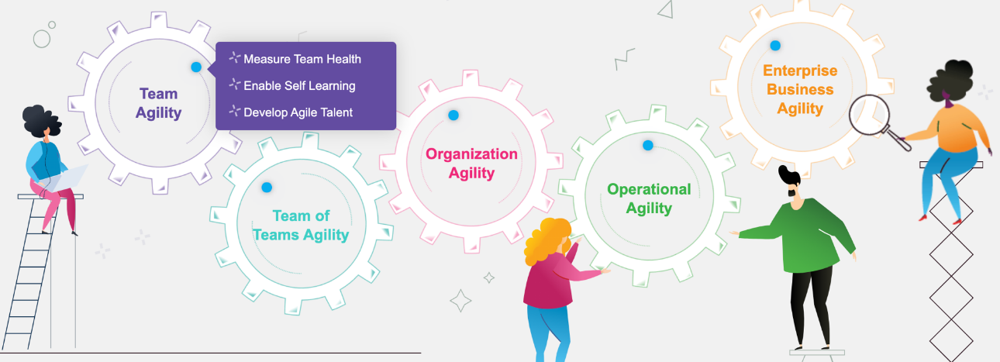 Team
Agility
Measure Team Health
Enable Self Learning
Develop Agile Talent
Team of
Teams Agility
Organization
Agility
Operational
Agility
Enterprise
Business
Agility